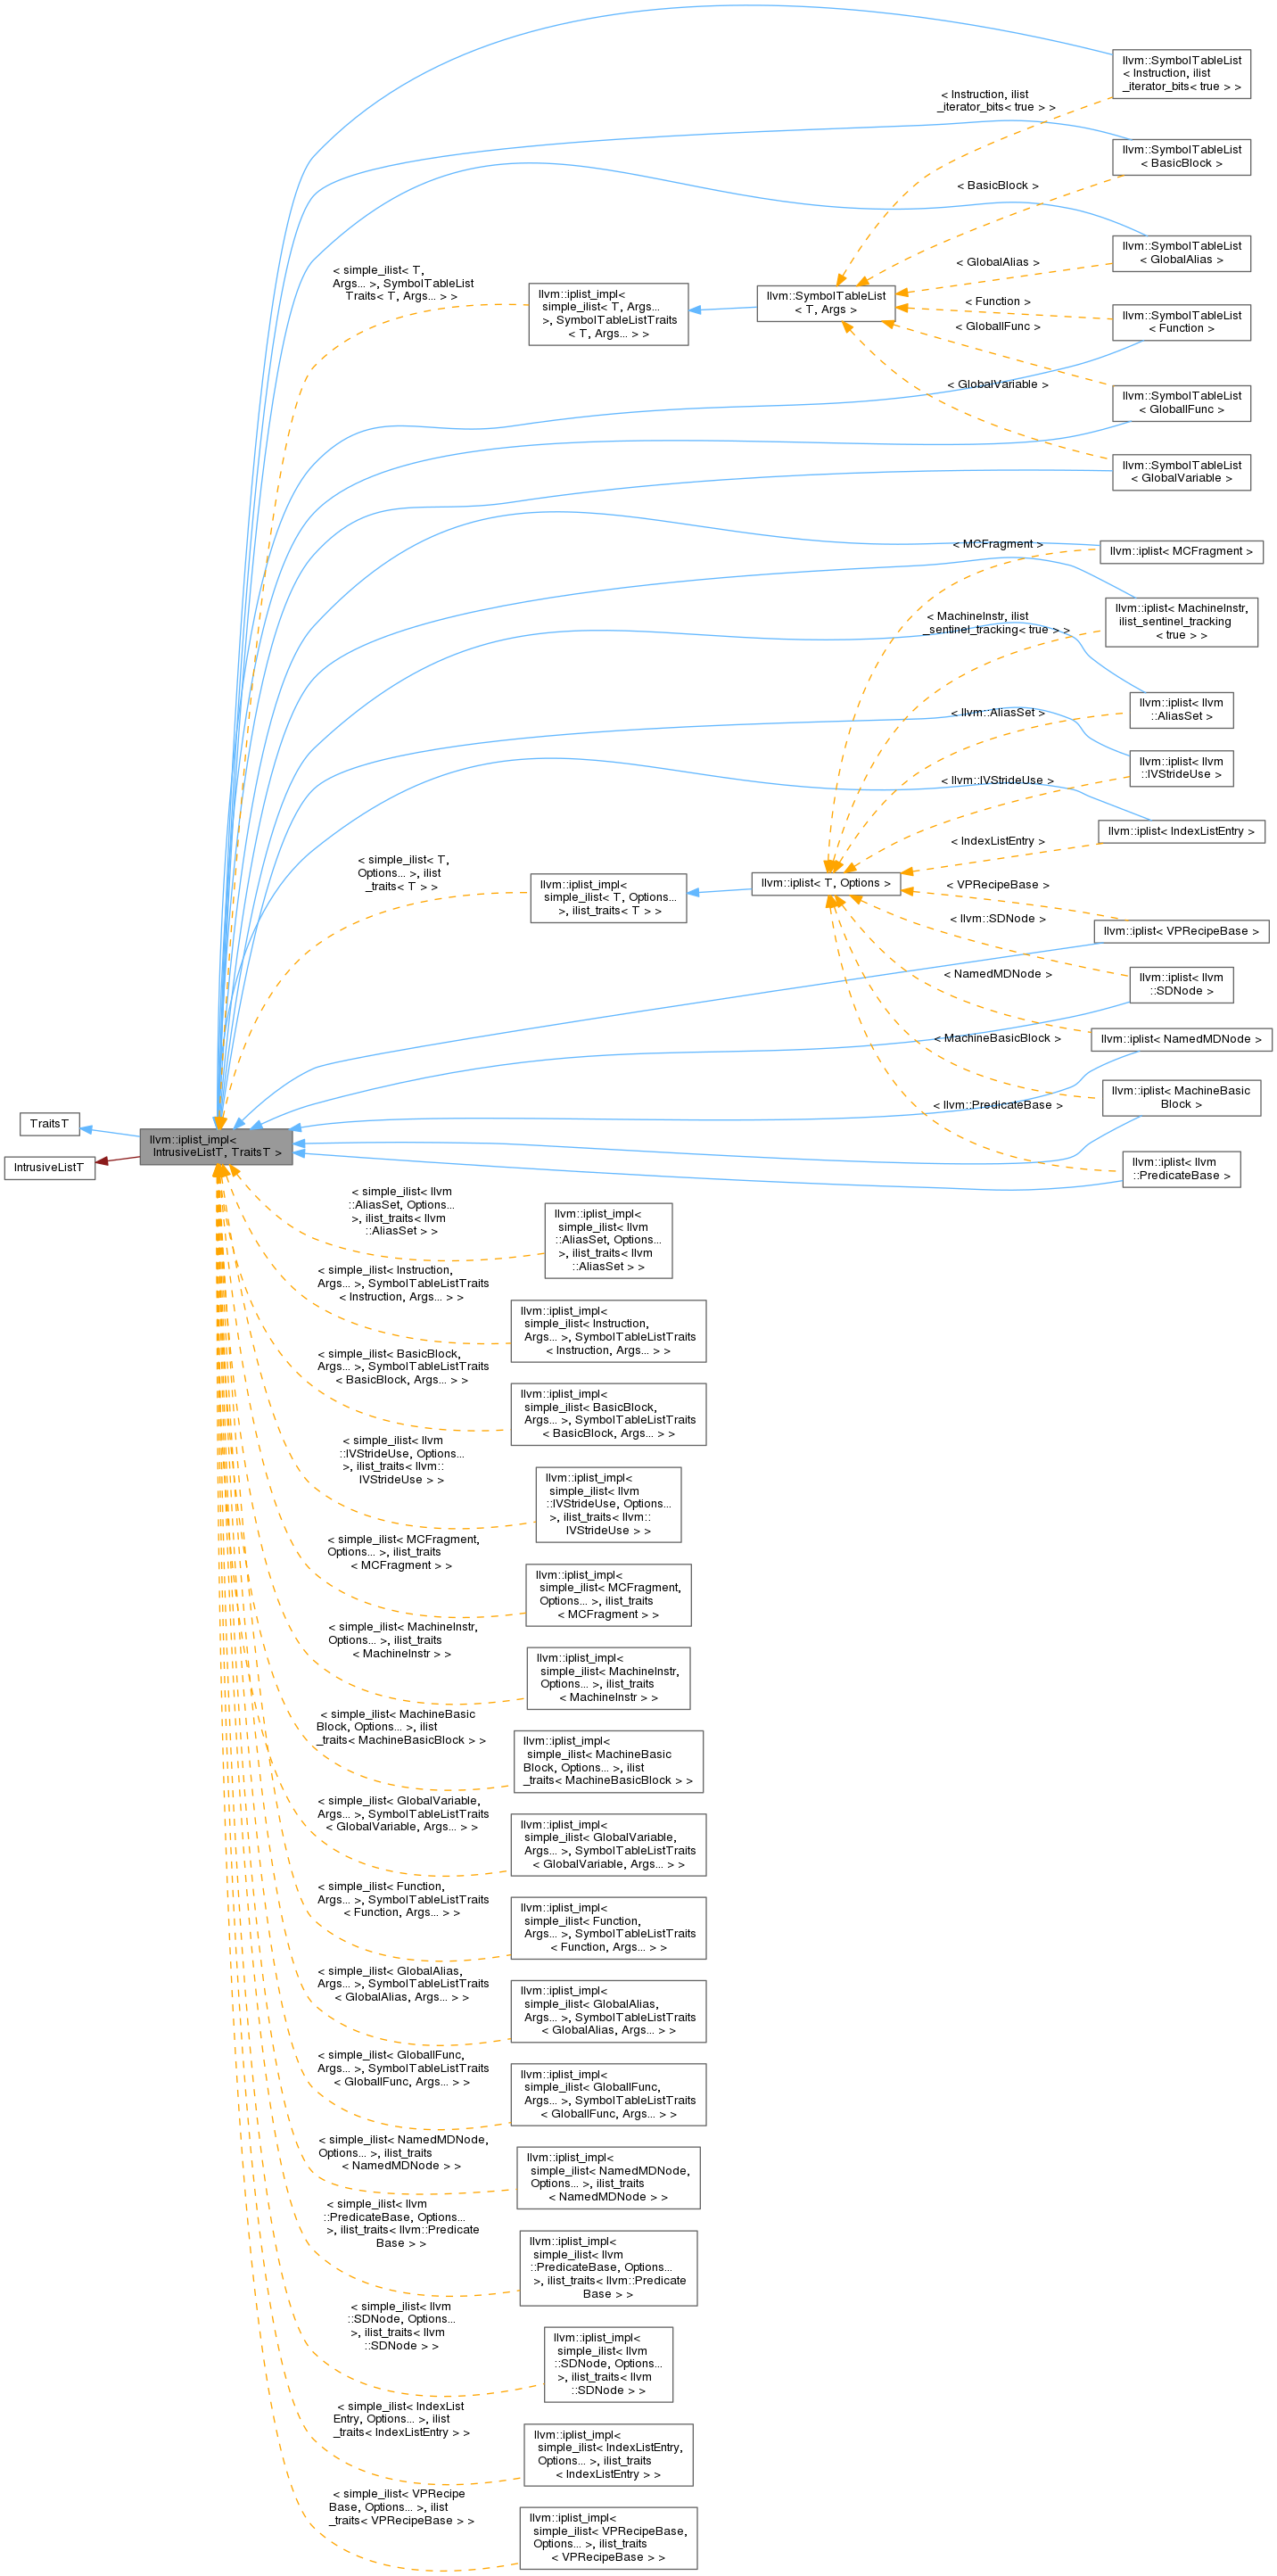 llvm::SymbolTableList
< Instruction, ilist
_iterator_bits< true > >
< Instruction, ilist
_iterator_bits< true > >
llvm::SymbolTableList
< BasicBlock >
< BasicBlock >
llvm::SymbolTableList
< GlobalAlias >
< GlobalAlias >
< simple_ilist< T,
Args... >, SymbolTableList
Traits< T, Args... > >
llvm::iplist_impl<
simple_ilist< T, Args...
>, SymbolTableListTraits
< T, Args... > >
llvm::SymbolTableList
< T, Args >
< Function >
llvm::SymbolTableList
< Function >
< GlobalIFunc >
llvm::SymbolTableList
< GlobalIFunc >
< GlobalVariable >
llvm::SymbolTableList
< GlobalVariable >
< MCFragment >
llvm::iplist< MCFragment >
< MachineInstr, ilist
_sentinel_tracking< true > >
llvm::iplist< MachineInstr,
ilist_sentinel_tracking
< true > >
< llvm::AliasSet >
llvm::iplist< llvm
::AliasSet >
< llvm::IVStrideUse >
llvm::iplist< llvm
::IVStrideUse >
< IndexListEntry >
llvm::iplist< IndexListEntry >
< simple_ilist< T,
Options... >, ilist
_traits< T > >
llvm::iplist_impl<
simple_ilist< T, Options...
>, ilist_traits< T > >
llvm::iplist< T, Options >
< VPRecipeBase >
llvm::iplist< VPRecipeBase >
< llvm::SDNode >
llvm::iplist< llvm
::SDNode >
< NamedMDNode >
llvm::iplist< NamedMDNode >
< MachineBasicBlock >
llvm::iplist< MachineBasic
Block >
< llvm::PredicateBase >
llvm::iplist< llvm
::PredicateBase >
TraitsT
IntrusiveListT
llvm::iplist_impl<
IntrusiveListT, TraitsT >
< simple_ilist< llvm
::AliasSet, Options...
>, ilist_traits< llvm
::AliasSet > >
llvm::iplist_impl<
simple_ilist< llvm
::AliasSet, Options...
>, ilist_traits< llvm
::AliasSet > >
< simple_ilist< Instruction,
Args... >, SymbolTableListTraits
< Instruction, Args... > >
llvm::iplist_impl<
simple_ilist< Instruction,
Args... >, SymbolTableListTraits
< Instruction, Args... > >
< simple_ilist< BasicBlock,
Args... >, SymbolTableListTraits
< BasicBlock, Args... > >
llvm::iplist_impl<
simple_ilist< BasicBlock,
Args... >, SymbolTableListTraits
< BasicBlock, Args... > >
< simple_ilist< llvm
::IVStrideUse, Options...
>, ilist_traits< llvm::
IVStrideUse > >
llvm::iplist_impl<
simple_ilist< llvm
::IVStrideUse, Options...
>, ilist_traits< llvm::
IVStrideUse > >
< simple_ilist< MCFragment,
Options... >, ilist_traits
< MCFragment > >
llvm::iplist_impl<
simple_ilist< MCFragment,
Options... >, ilist_traits
< MCFragment > >
< simple_ilist< MachineInstr,
Options... >, ilist_traits
< MachineInstr > >
llvm::iplist_impl<
simple_ilist< MachineInstr,
Options... >, ilist_traits
< MachineInstr > >
< simple_ilist< MachineBasic
Block, Options... >, ilist
_traits< MachineBasicBlock > >
llvm::iplist_impl<
simple_ilist< MachineBasic
Block, Options... >, ilist
_traits< MachineBasicBlock > >
< simple_ilist< GlobalVariable,
Args... >, SymbolTableListTraits
< GlobalVariable, Args... > >
llvm::iplist_impl<
simple_ilist< GlobalVariable,
Args... >, SymbolTableListTraits
< GlobalVariable, Args... > >
< simple_ilist< Function,
Args... >, SymbolTableListTraits
< Function, Args... > >
llvm::iplist_impl<
simple_ilist< Function,
Args... >, SymbolTableListTraits
< Function, Args... > >
< simple_ilist< GlobalAlias,
Args... >, SymbolTableListTraits
< GlobalAlias, Args... > >
llvm::iplist_impl<
simple_ilist< GlobalAlias,
Args... >, SymbolTableListTraits
< GlobalAlias, Args... > >
< simple_ilist< GlobalIFunc,
Args... >, SymbolTableListTraits
< GlobalIFunc, Args... > >
llvm::iplist_impl<
simple_ilist< GlobalIFunc,
Args... >, SymbolTableListTraits
< GlobalIFunc, Args... > >
< simple_ilist< NamedMDNode,
Options... >, ilist_traits
< NamedMDNode > >
llvm::iplist_impl<
simple_ilist< NamedMDNode,
Options... >, ilist_traits
< NamedMDNode > >
< simple_ilist< llvm
::PredicateBase, Options...
>, ilist_traits< llvm::Predicate
Base > >
llvm::iplist_impl<
simple_ilist< llvm
::PredicateBase, Options...
>, ilist_traits< llvm::Predicate
Base > >
< simple_ilist< llvm
::SDNode, Options...
>, ilist_traits< llvm
::SDNode > >
llvm::iplist_impl<
simple_ilist< llvm
::SDNode, Options...
>, ilist_traits< llvm
::SDNode > >
< simple_ilist< IndexList
Entry, Options... >, ilist
_traits< IndexListEntry > >
llvm::iplist_impl<
simple_ilist< IndexListEntry,
Options... >, ilist_traits
< IndexListEntry > >
< simple_ilist< VPRecipe
Base, Options... >, ilist
_traits< VPRecipeBase > >
llvm::iplist_impl<
simple_ilist< VPRecipeBase,
Options... >, ilist_traits
< VPRecipeBase > >